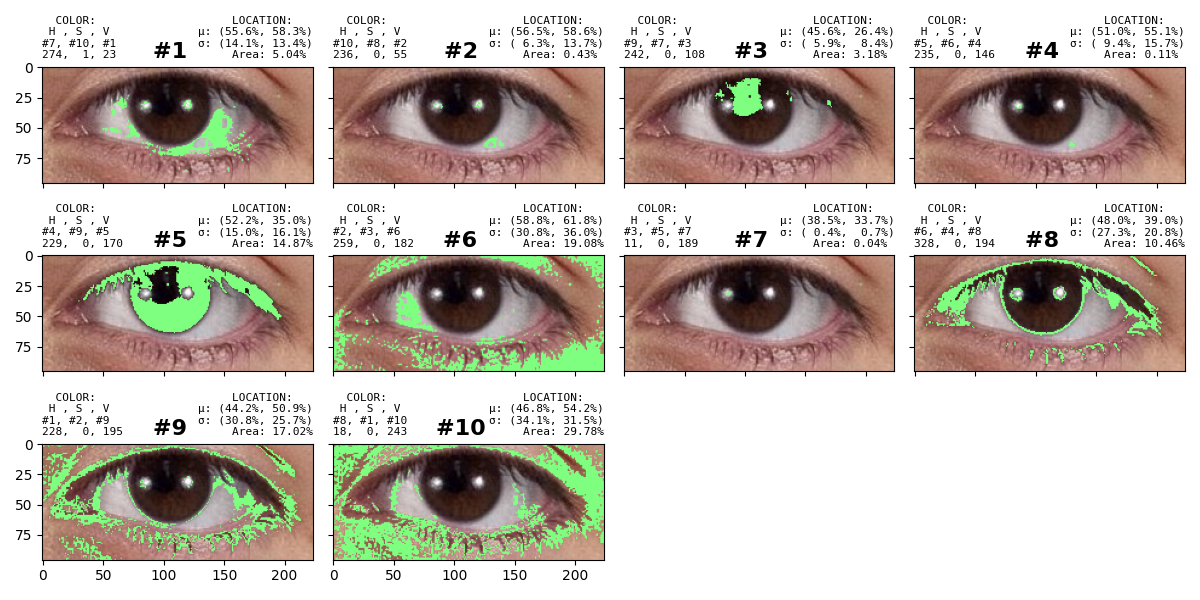 COLOR: LOCATION:
H , S , V μ: (55.6%, 58.3%)
#7, #10, #1 σ: (14.1%, 13.4%)
274, 1, 23 #1 Area: 5.04%
COLOR: LOCATION:
H , S , V μ: (56.5%, 58.6%)
#10, #8, #2 σ: ( 6.3%, 13.7%)
236, 0, 55 #2 Area: 0.43%
COLOR: LOCATION:
H , S , V μ: (45.6%, 26.4%)
#9, #7, #3 σ: ( 5.9%, 8.4%)
242, 0, 108 #3 Area: 3.18%
COLOR: LOCATION:
H , S , V μ: (51.0%, 55.1%)
#5, #6, #4 σ: ( 9.4%, 15.7%)
235, 0, 146 #4 Area: 0.11%
0
25
50
75
COLOR: LOCATION:
H , S , V μ: (52.2%, 35.0%)
#4, #9, #5 σ: (15.0%, 16.1%)
229, 0, 170 #5 Area: 14.87%
COLOR: LOCATION:
H , S , V μ: (58.8%, 61.8%)
#2, #3, #6 σ: (30.8%, 36.0%)
259, 0, 182 #6 Area: 19.08%
COLOR: LOCATION:
H , S , V μ: (38.5%, 33.7%)
#3, #5, #7 σ: ( 0.4%, 0.7%)
11, 0, 189 #7 Area: 0.04%
COLOR: LOCATION:
H , S , V μ: (48.0%, 39.0%)
#6, #4, #8 σ: (27.3%, 20.8%)
328, 0, 194 #8 Area: 10.46%
0
25
50
75
COLOR: LOCATION:
H , S , V μ: (44.2%, 50.9%)
#1, #2, #9 σ: (30.8%, 25.7%)
228, 0, 195 #9 Area: 17.02%
COLOR: LOCATION:
H , S , V μ: (46.8%, 54.2%)
#8, #1, #10 σ: (34.1%, 31.5%)
18, 0, 243 #10 Area: 29.78%
0
25
50
75
0 50 100 150 200
0 50 100 150 200